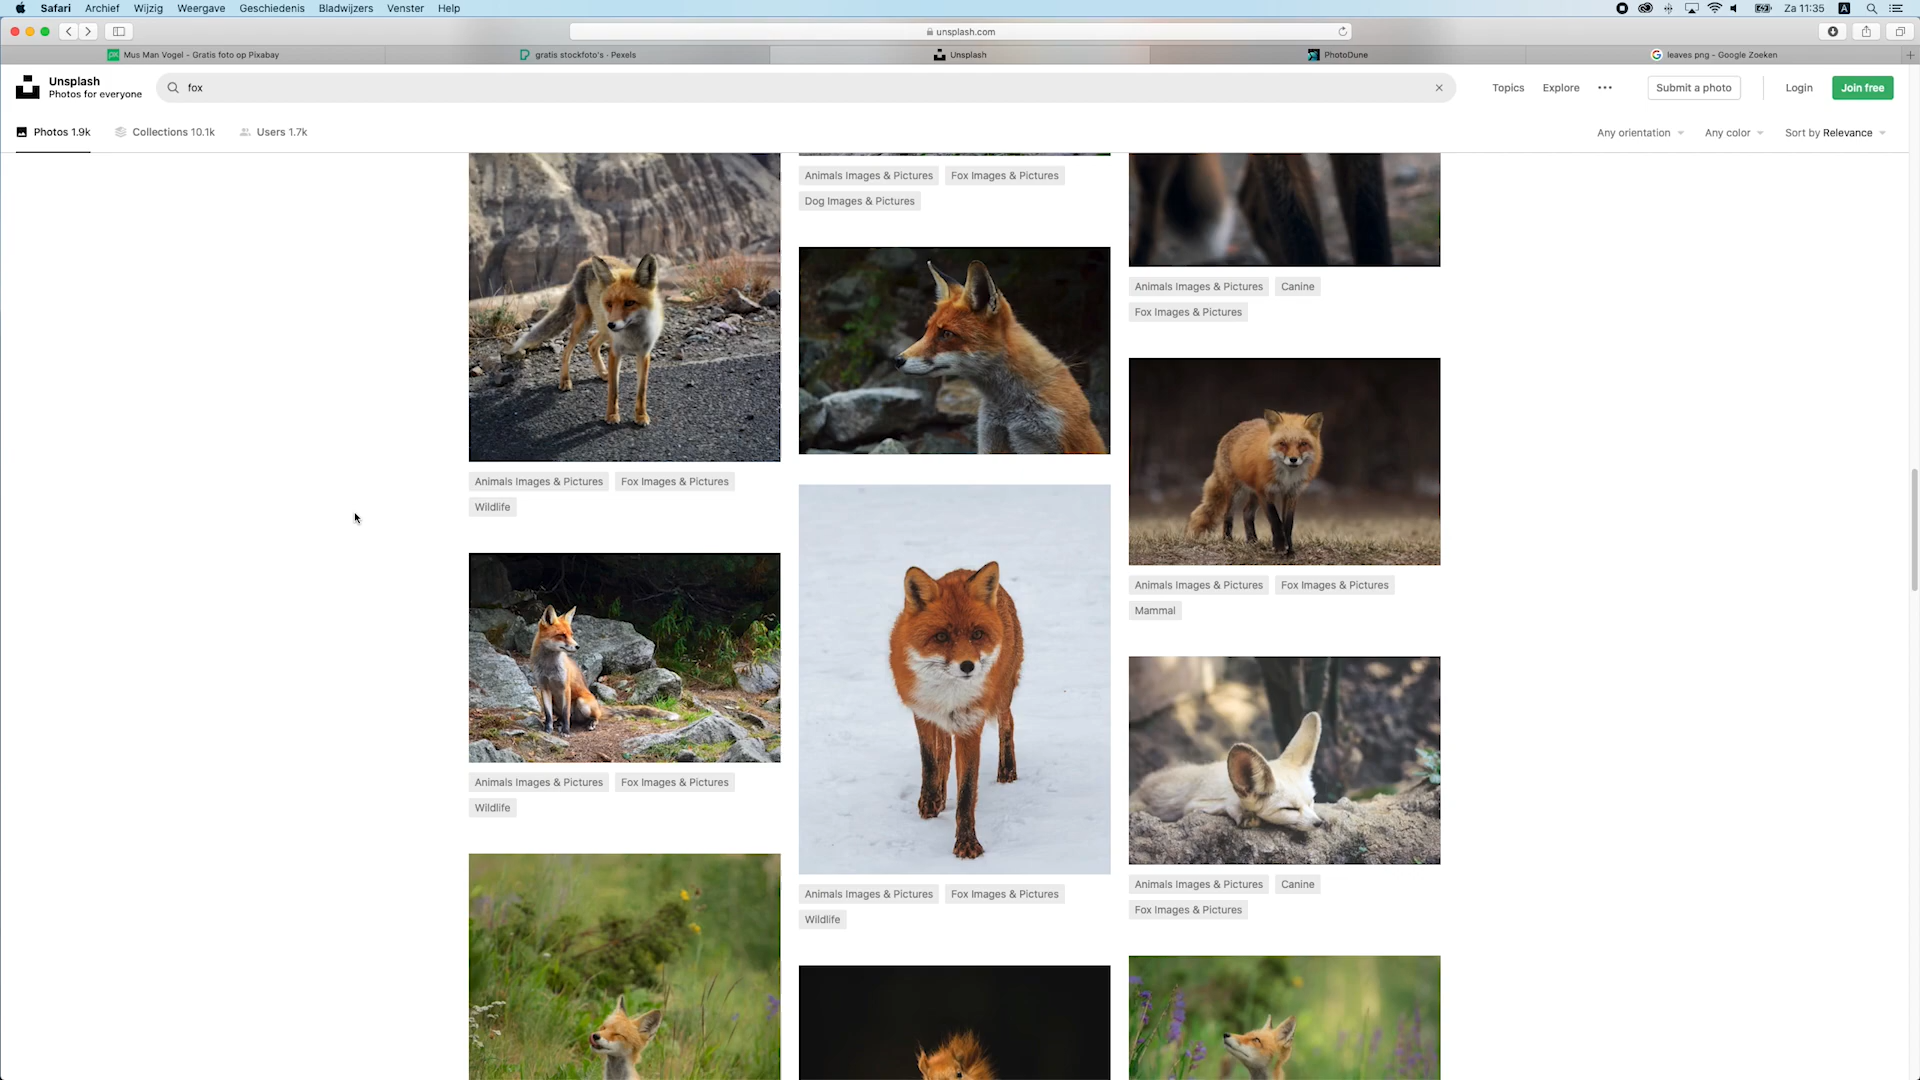 Safari Archief Wijzig Weergave Geschiedenis Bladwijzers Venster Help
Za 11:35
unsplash.com
Mus Man Vogel - Gratis foto op Pixabay
gratis stockfoto's - Pexels
Unsplash
PhotoDune
leaves png - Google Zoeken
Unsplash
Photos for everyone
fox
Topics
Explore
Submit a photo
Login
Join free
Photos 1.9k
Collections 10.1k
Users 1.7k
Any orientation
Any color
Sort by Relevance
Animals Images & Pictures
Fox Images & Pictures
Wildlife
Animals Images & Pictures
Fox Images & Pictures
Wildlife
Animals Images & Pictures
Fox Images & Pictures
Dog Images & Pictures
Animals Images & Pictures
Fox Images & Pictures
Wildlife
Animals Images & Pictures
Canine
Fox Images & Pictures
Animals Images & Pictures
Fox Images & Pictures
Mammal
Animals Images & Pictures
Canine
Fox Images & Pictures